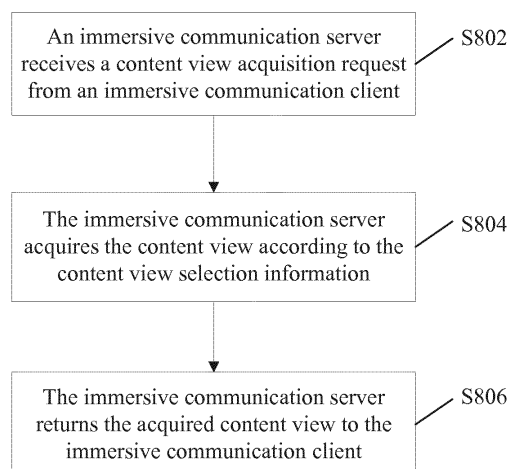 An immersive communication server
receives a content view acquisition request
from an immersive communication client
S802
The immersive communication server
acquires the content view according to the
content view selection information
S804
The immersive communication server
returns the acquired content view to the
immersive communication client
S806